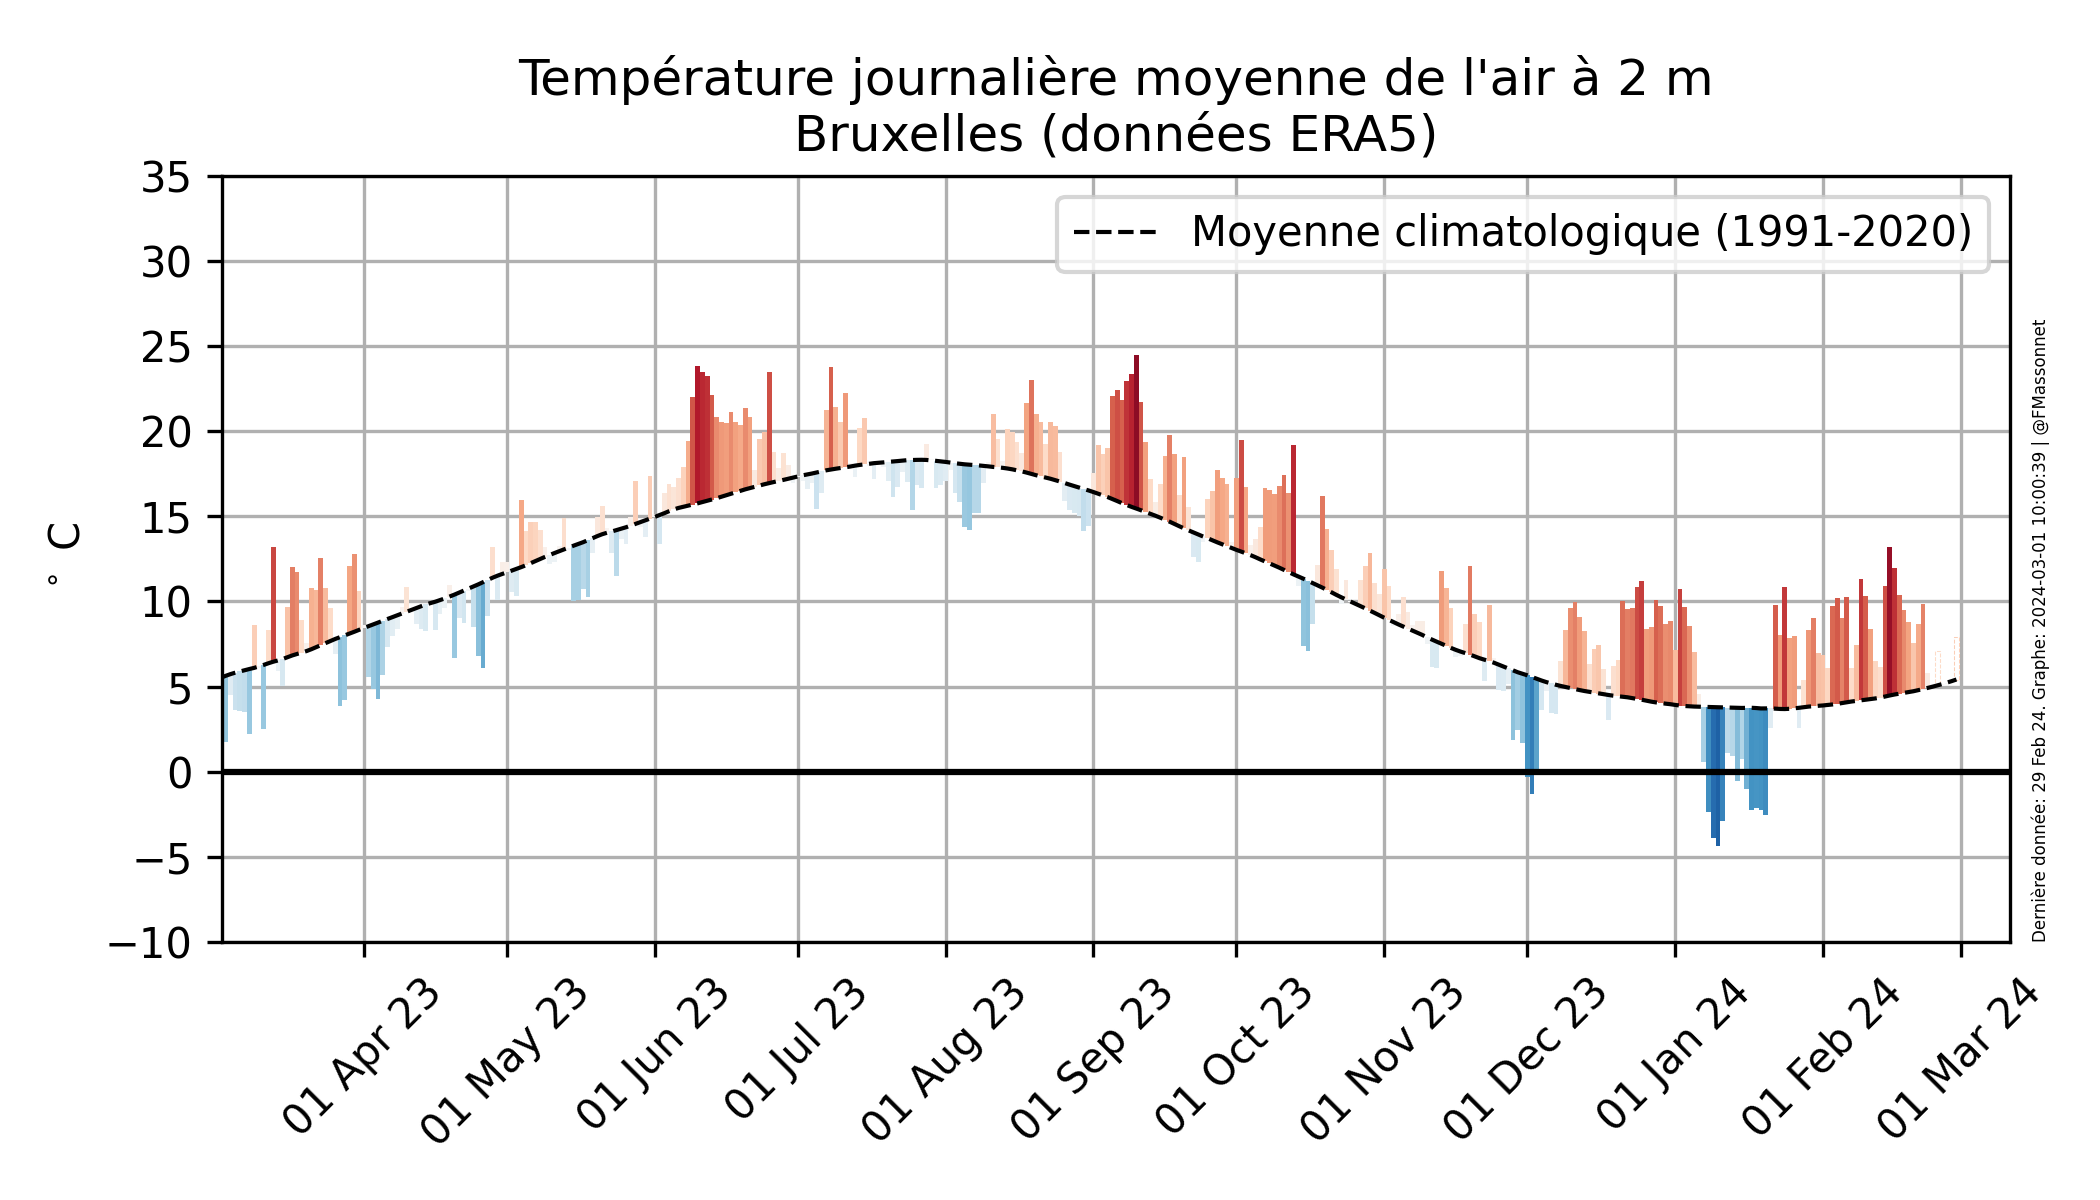 Température journalière moyenne de l'air à 2 m
Bruxelles (données ERA5)
Moyenne climatologique (1991-2020)
35
30
25
20
15
10
5
0
−5
−10
° C
01 Apr 23
01 May 23
01 Jun 23
01 Jul 23
01 Aug 23
01 Sep 23
01 Oct 23
01 Nov 23
01 Dec 23
01 Jan 24
01 Feb 24
01 Mar 24
Dernière donnée: 29 Feb 24. Graphe: 2024-03-01 10:00:39 | @FMassonnet